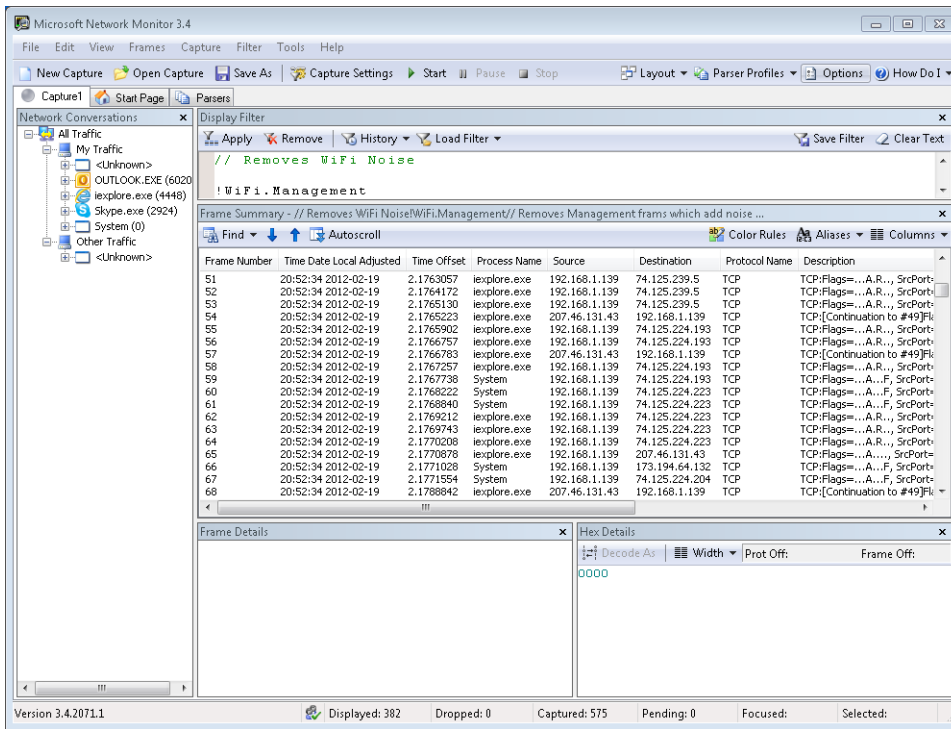 Microsoft Network Monitor 3.4
File Edit View Frames Capture Filter Tools Help
New Capture Open Capture Save As Capture Settings Start Pause Stop Layout Parser Profiles Options How Do I
Capture1 Start Page Parsers
Network Conversations x
All Traffic
My Traffic
<Unknown>
OUTLOOK.EXE (6020
iexplore.exe (4448)
Skype.exe (2924)
System (0)
Other Traffic
<Unknown>
Display Filter x
Apply Remove History Load Filter Save Filter Clear Text
// Removes WiFi Noise
!WiFi.Management
Frame Summary - // Removes WiFi Noise!WiFi.Management// Removes Management frams which add noise ... x
Find Autoscroll Color Rules Aliases Columns
Frame Number Time Date Local Adjusted Time Offset Process Name Source Destination Protocol Name Description
51 20:52:34 2012-02-19 2.1763057 iexplore.exe 192.168.1.139 74.125.239.5 TCP TCP:Flags=...A.R.., SrcPort=
52 20:52:34 2012-02-19 2.1764172 iexplore.exe 192.168.1.139 74.125.239.5 TCP TCP:Flags=...A.R.., SrcPort=
53 20:52:34 2012-02-19 2.1765130 iexplore.exe 192.168.1.139 74.125.239.5 TCP TCP:Flags=...A.R.., SrcPort=
54 20:52:34 2012-02-19 2.1765223 iexplore.exe 207.46.131.43 192.168.1.139 TCP TCP:[Continuation to #49]Fla
55 20:52:34 2012-02-19 2.1765902 iexplore.exe 192.168.1.139 74.125.224.193 TCP TCP:Flags=...A.R.., SrcPort=
56 20:52:34 2012-02-19 2.1766757 iexplore.exe 192.168.1.139 74.125.224.193 TCP TCP:Flags=...A.R.., SrcPort=
57 20:52:34 2012-02-19 2.1766783 iexplore.exe 207.46.131.43 192.168.1.139 TCP TCP:[Continuation to #49]Fla
58 20:52:34 2012-02-19 2.1767257 iexplore.exe 192.168.1.139 74.125.224.193 TCP TCP:Flags=...A.R.., SrcPort=
59 20:52:34 2012-02-19 2.1767738 System 192.168.1.139 74.125.224.193 TCP TCP:Flags=...A...F, SrcPort=
60 20:52:34 2012-02-19 2.1768222 System 192.168.1.139 74.125.224.223 TCP TCP:Flags=...A...F, SrcPort=
61 20:52:34 2012-02-19 2.1768840 System 192.168.1.139 74.125.224.223 TCP TCP:Flags=...A...F, SrcPort=
62 20:52:34 2012-02-19 2.1769212 iexplore.exe 192.168.1.139 74.125.224.223 TCP TCP:Flags=...A.R.., SrcPort=
63 20:52:34 2012-02-19 2.1769743 iexplore.exe 192.168.1.139 74.125.224.223 TCP TCP:Flags=...A.R.., SrcPort=
64 20:52:34 2012-02-19 2.1770208 iexplore.exe 192.168.1.139 74.125.224.223 TCP TCP:Flags=...A.R.., SrcPort=
65 20:52:34 2012-02-19 2.1770878 iexplore.exe 192.168.1.139 207.46.131.43 TCP TCP:Flags=...A...., SrcPort=
66 20:52:34 2012-02-19 2.1771028 System 192.168.1.139 173.194.64.132 TCP TCP:Flags=...A...F, SrcPort=
67 20:52:34 2012-02-19 2.1771554 System 192.168.1.139 74.125.224.204 TCP TCP:Flags=...A...F, SrcPort=
68 20:52:34 2012-02-19 2.1788842 iexplore.exe 207.46.131.43 192.168.1.139 TCP TCP:[Continuation to #49]Fla
Frame Details x
Hex Details x
Decode As Width Prot Off: Frame Off:
0000
Version 3.4.2071.1 Displayed: 382 Dropped: 0 Captured: 575 Pending: 0 Focused: Selected: